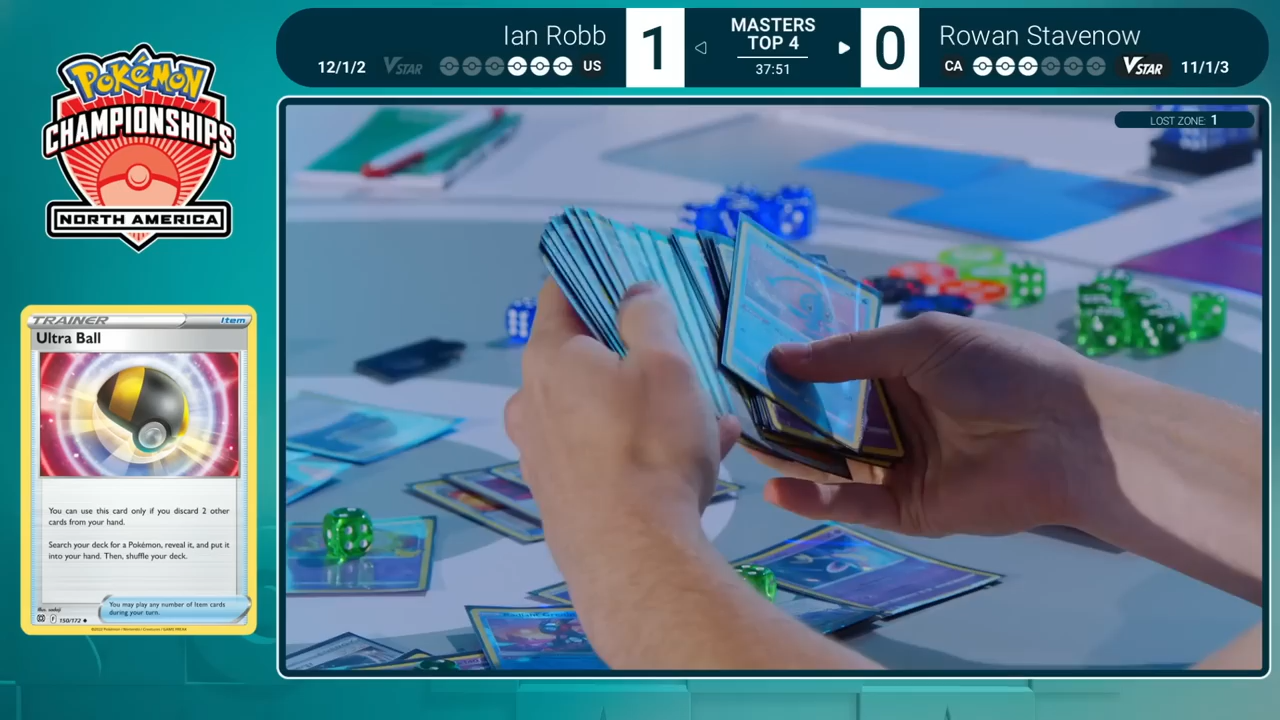 Pokémon
CHAMPIONSHIPS
NORTH AMERICA
Ian Robb
12/1/2
VSTAR
US
1
MASTERS
TOP 4
37:51
0
Rowan Stavenow
CA
VSTAR
11/1/3
LOST ZONE: 1
TRAINER
Item
Ultra Ball
You can use this card only if you discard 2 other
cards from your hand.
Search your deck for a Pokémon, reveal it, and put it
into your hand. Then, shuffle your deck.
You may play any number of Item cards
during your turn.
F
150/172